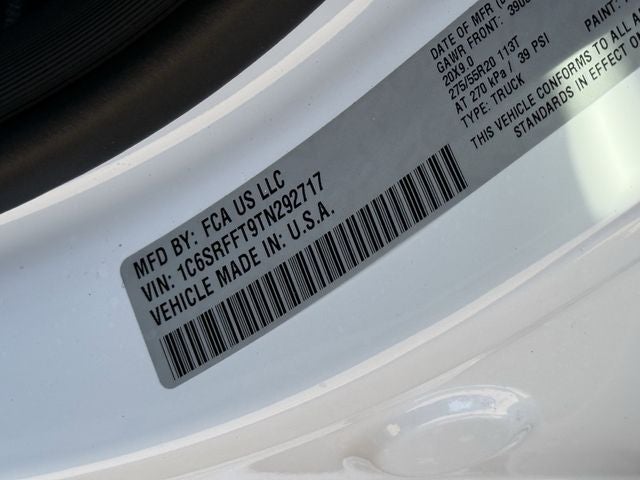 MFD BY: FCA US LLC
VIN: 1C6SRFFT9TN292717
VEHICLE MADE IN: U.S.A.
DATE OF MFR
GAWR FRONT:
20X9.0
275/55R20 113T
AT 270 kPa / 39 PSI
TYPE: TRUCK
PAINT:
THIS VEHICLE CONFORMS TO ALL
STANDARDS IN EFFECT ON